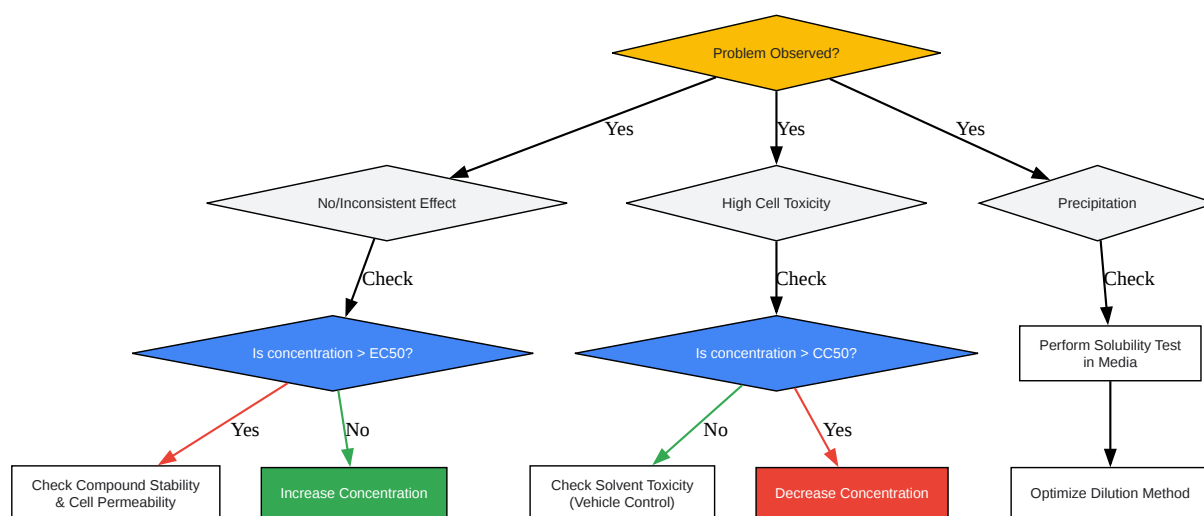 Problem Observed?
Yes
Yes
Yes
No/Inconsistent Effect
High Cell Toxicity
Precipitation
Check
Check
Check
Is concentration > EC50?
Is concentration > CC50?
Perform Solubility Test
in Media
Yes
No
No
Yes
Check Compound Stability
& Cell Permeability
Increase Concentration
Check Solvent Toxicity
(Vehicle Control)
Decrease Concentration
Optimize Dilution Method